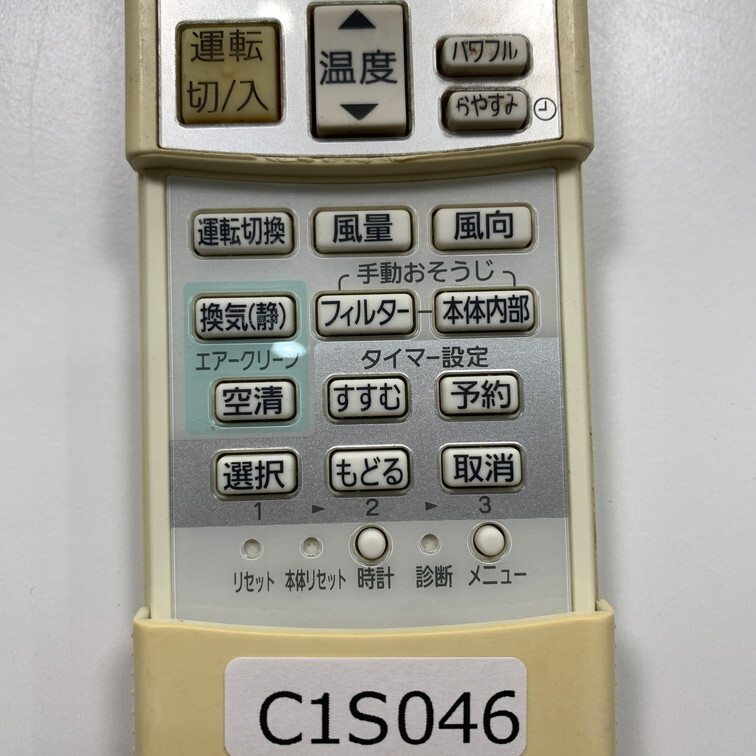 運転
切/入
温度
パワフル
おやすみ
運転切換
風量
風向
手動おそうじ
換気(静)
フィルター
本体内部
エアークリーン
タイマー設定
空清
すすむ
予約
選択
もどる
取消
1 ► 2 ► 3
リセット
本体リセット
時計
診断
メニュー
C1S046